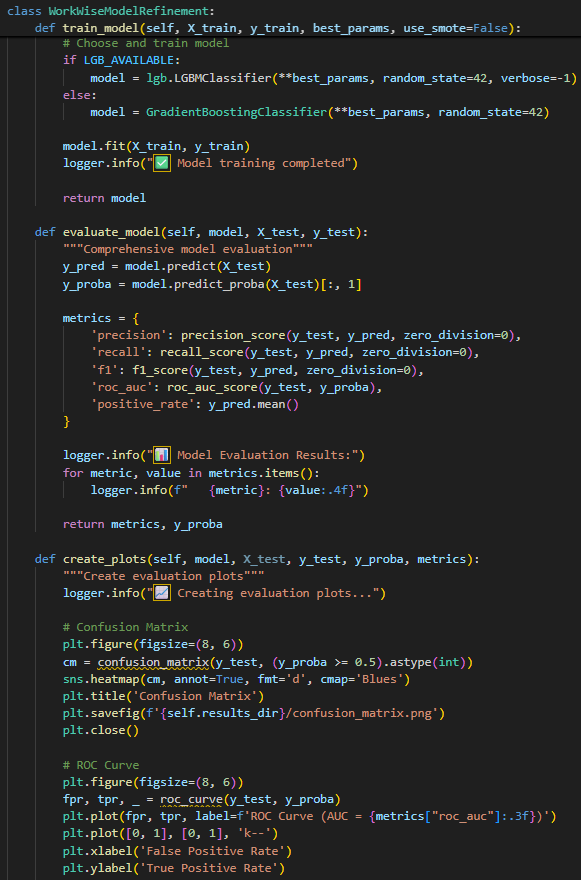 class WorkWiseModelRefinement:
    def train_model(self, X_train, y_train, best_params, use_smote=False):
        # Choose and train model
        if LGB_AVAILABLE:
            model = lgb.LGBMClassifier(**best_params, random_state=42, verbose=-1)
        else:
            model = GradientBoostingClassifier(**best_params, random_state=42)

        model.fit(X_train, y_train)
        logger.info("✅ Model training completed")

        return model

    def evaluate_model(self, model, X_test, y_test):
        """Comprehensive model evaluation"""
        y_pred = model.predict(X_test)
        y_proba = model.predict_proba(X_test)[:, 1]

        metrics = {
            'precision': precision_score(y_test, y_pred, zero_division=0),
            'recall': recall_score(y_test, y_pred, zero_division=0),
            'f1': f1_score(y_test, y_pred, zero_division=0),
            'roc_auc': roc_auc_score(y_test, y_proba),
            'positive_rate': y_pred.mean()
        }

        logger.info("📊 Model Evaluation Results:")
        for metric, value in metrics.items():
            logger.info(f"   {metric}: {value:.4f}")

        return metrics, y_proba

    def create_plots(self, model, X_test, y_test, y_proba, metrics):
        """Create evaluation plots"""
        logger.info("📈 Creating evaluation plots...")

        # Confusion Matrix
        plt.figure(figsize=(8, 6))
        cm = confusion_matrix(y_test, (y_proba >= 0.5).astype(int))
        sns.heatmap(cm, annot=True, fmt='d', cmap='Blues')
        plt.title('Confusion Matrix')
        plt.savefig(f'{self.results_dir}/confusion_matrix.png')
        plt.close()

        # ROC Curve
        plt.figure(figsize=(8, 6))
        fpr, tpr, _ = roc_curve(y_test, y_proba)
        plt.plot(fpr, tpr, label=f'ROC Curve (AUC = {metrics["roc_auc"]:.3f})')
        plt.plot([0, 1], [0, 1], 'k--')
        plt.xlabel('False Positive Rate')
        plt.ylabel('True Positive Rate')